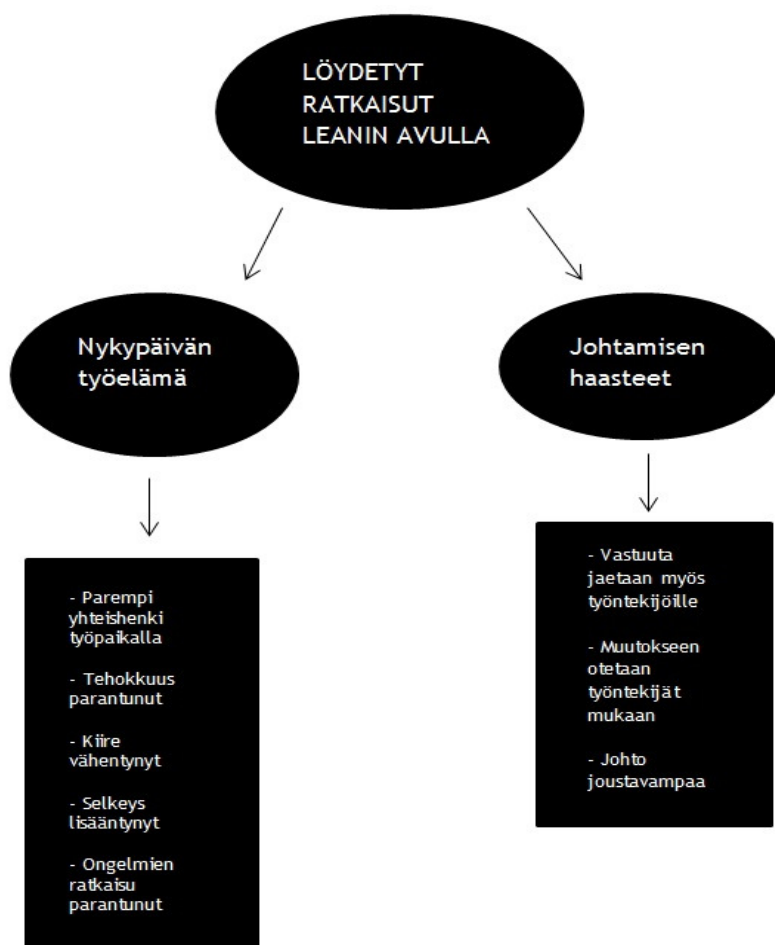 LÖYDETYT
RATKAISUT
LEANIN AVULLA
Nykypäivän
työelämä
Johtamisen
haasteet
- Parempi
yhteishenki
työpaikalla
- Tehokkuus
parantunut
- Kiire
vähentynyt
- Selkeys
lisääntynyt
- Ongelmien
ratkaisu
parantunut
- Vastuuta
jaetaan myös
työntekijöille
- Muutokseen
otetaan
työntekijät
mukaan
- Johto
joustavampaa